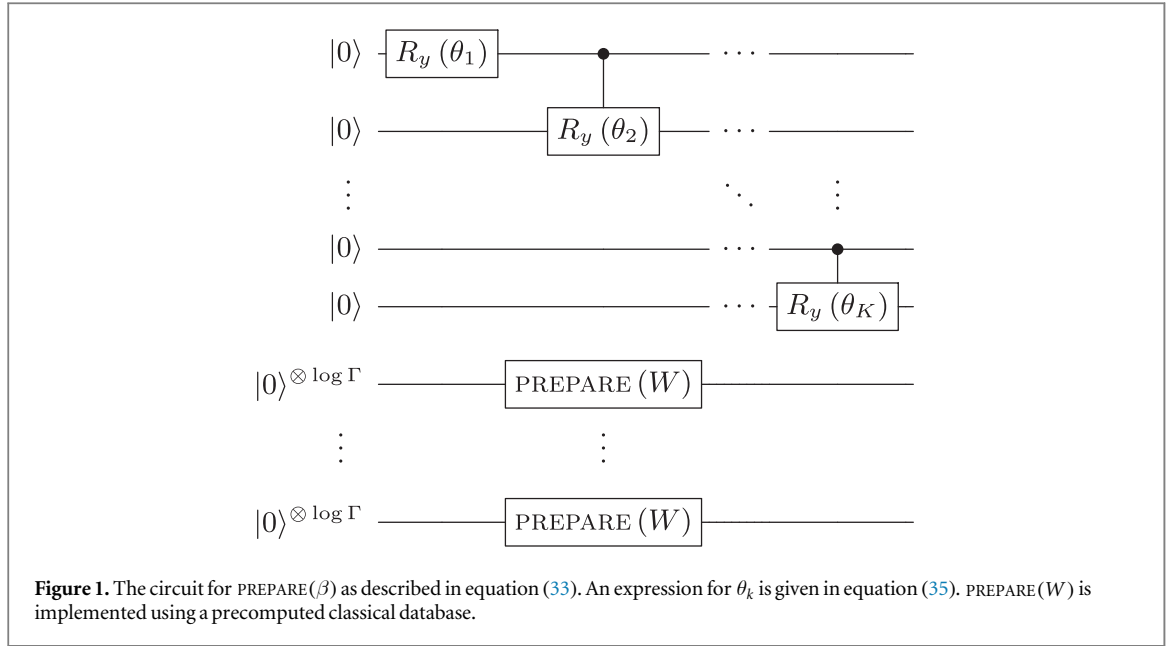 |0⟩ R_y (θ_1) ···
|0⟩ R_y (θ_2) ···
⋮ ⋱ ⋮
|0⟩ ···
|0⟩ ··· R_y (θ_K)
|0⟩^{⊗ log Γ} PREPARE (W)
⋮ ⋮
|0⟩^{⊗ log Γ} PREPARE (W)
Figure 1. The circuit for PREPARE(β) as described in equation (33). An expression for θ_k is given in equation (35). PREPARE(W) is
implemented using a precomputed classical database.